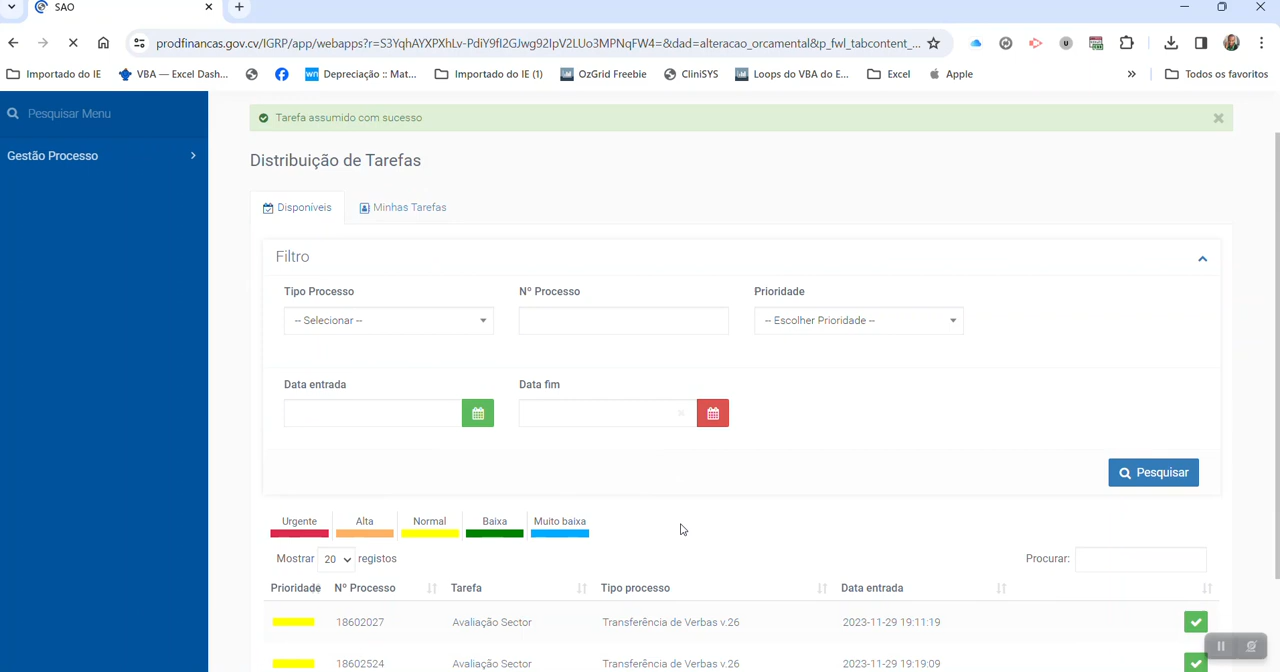 SAO
prodfinancas.gov.cv/IGRP/app/webapps?r=S3YqhAYXPXhLv-PdiY9fI2GJwg92IpV2LUo3MPNqFW4=&dad=alteracao_orcamental&p_fwl_tabcontent_...
Importado do IE
VBA — Excel Dash...
Depreciação :: Mat...
Importado do IE (1)
OzGrid Freebie
CliniSYS
Loops do VBA do E...
Excel
Apple
»
Todos os favoritos
Pesquisar Menu
Tarefa assumido com sucesso
Gestão Processo
Distribuição de Tarefas
Disponíveis
Minhas Tarefas
Filtro
Tipo Processo
Nº Processo
Prioridade
-- Selecionar --
-- Escolher Prioridade --
Data entrada
Data fim
Pesquisar
Urgente
Alta
Normal
Baixa
Muito baixa
Mostrar 20 registos
Procurar:
Prioridade Nº Processo Tarefa Tipo processo Data entrada
18602027 Avaliação Sector Transferência de Verbas v.26 2023-11-29 19:11:19
18602524 Avaliação Sector Transferência de Verbas v.26 2023-11-29 19:19:09